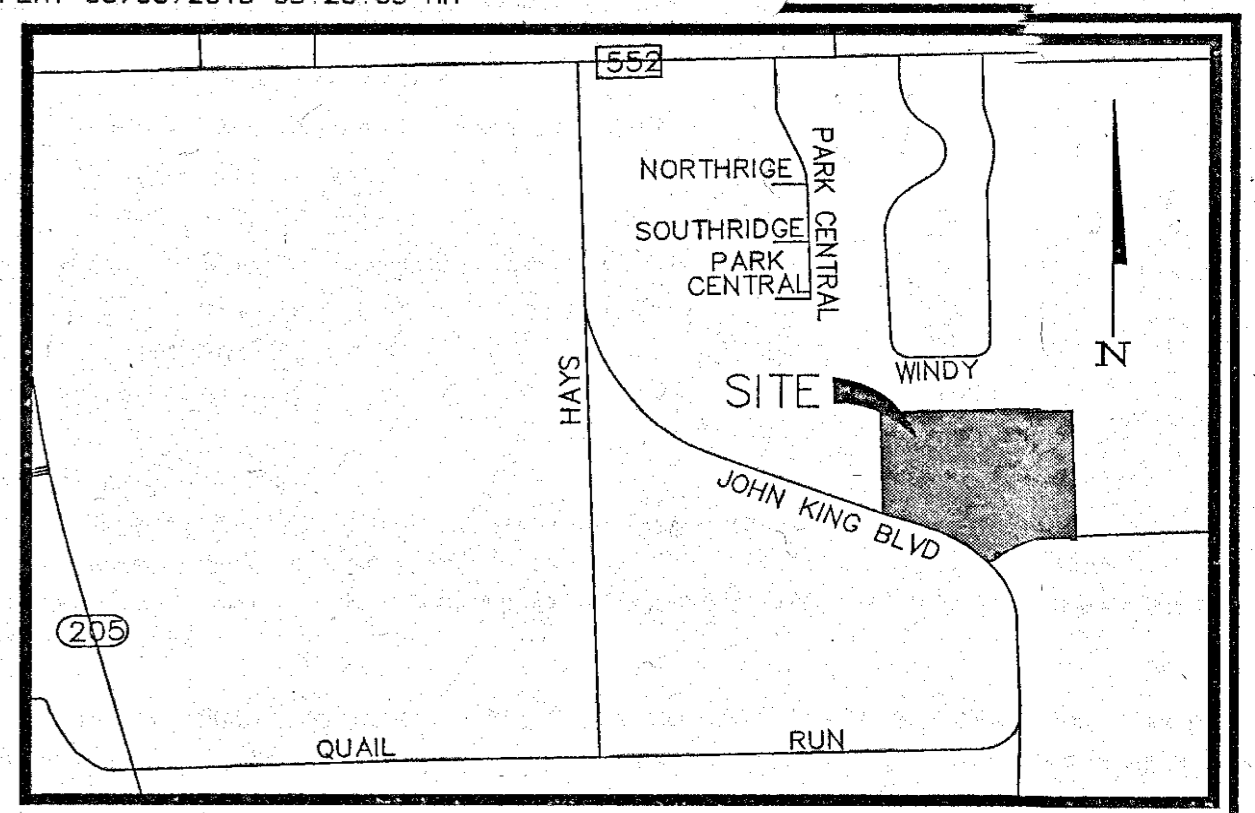 552
NORTHRIGE
PARK CENTRAL
SOUTHRIDGE
PARK
CENTRAL
HAYS
WINDY
N
SITE
JOHN KING BLVD
205
QUAIL RUN